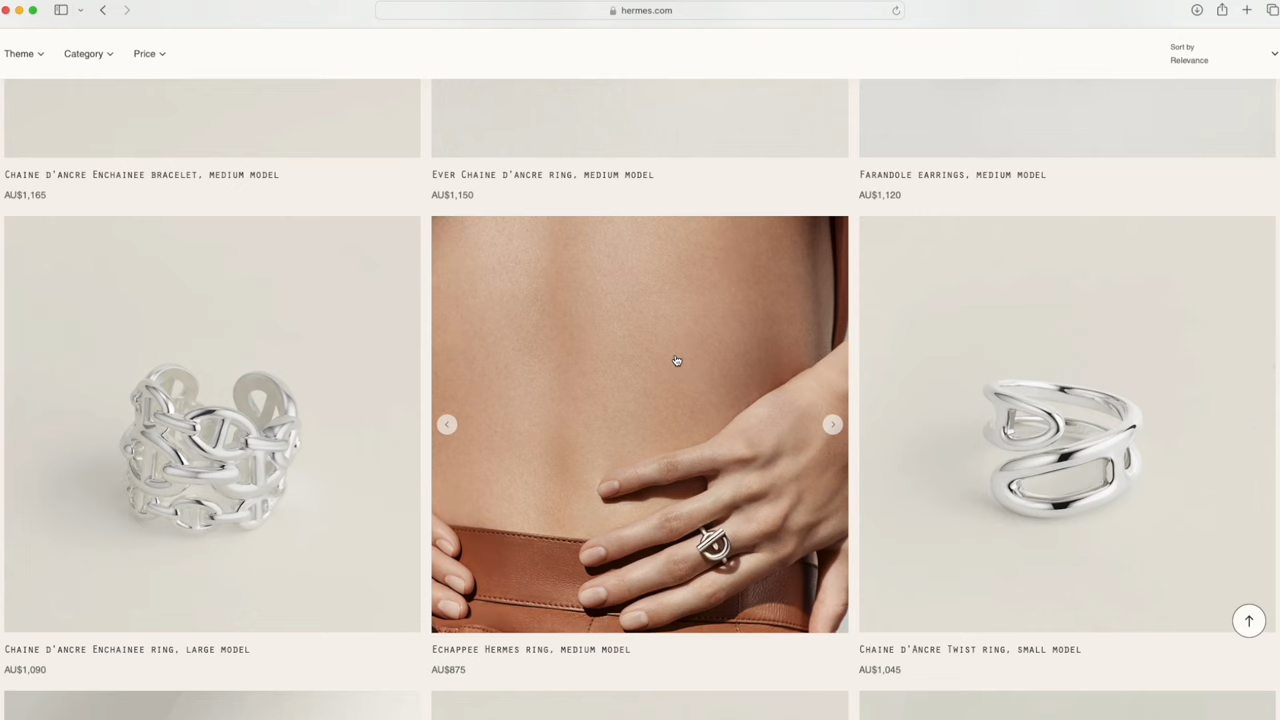 hermes.com
Theme
Category
Price
Sort by
Relevance
Chaine d'ancre Enchainee bracelet, medium model
AU$1,165
Ever Chaine d'ancre ring, medium model
AU$1,150
Farandole earrings, medium model
AU$1,120
Chaine d'ancre Enchainee ring, large model
AU$1,090
Echappee Hermes ring, medium model
AU$875
Chaine d'Ancre Twist ring, small model
AU$1,045